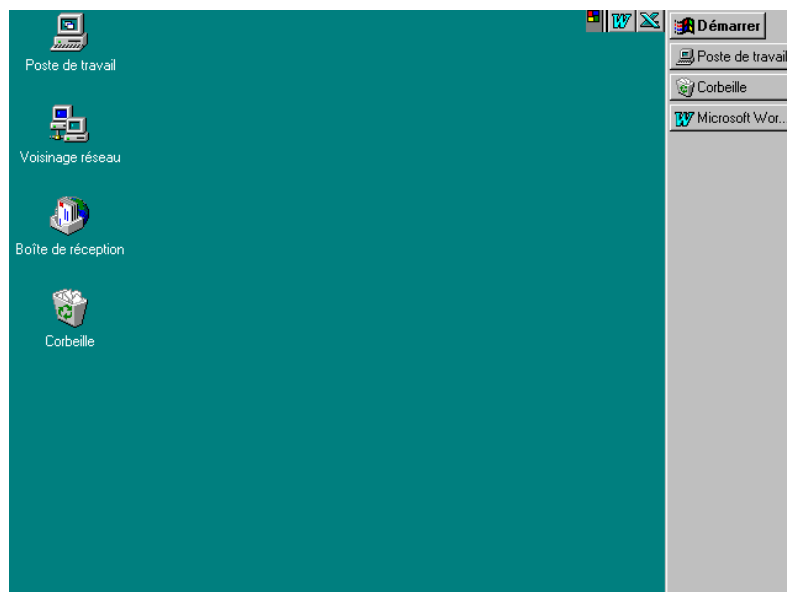 Poste de travail
Voisinage réseau
Boîte de réception
Corbeille
W
Démarrer
Poste de travail
Corbeille
Microsoft Wor..